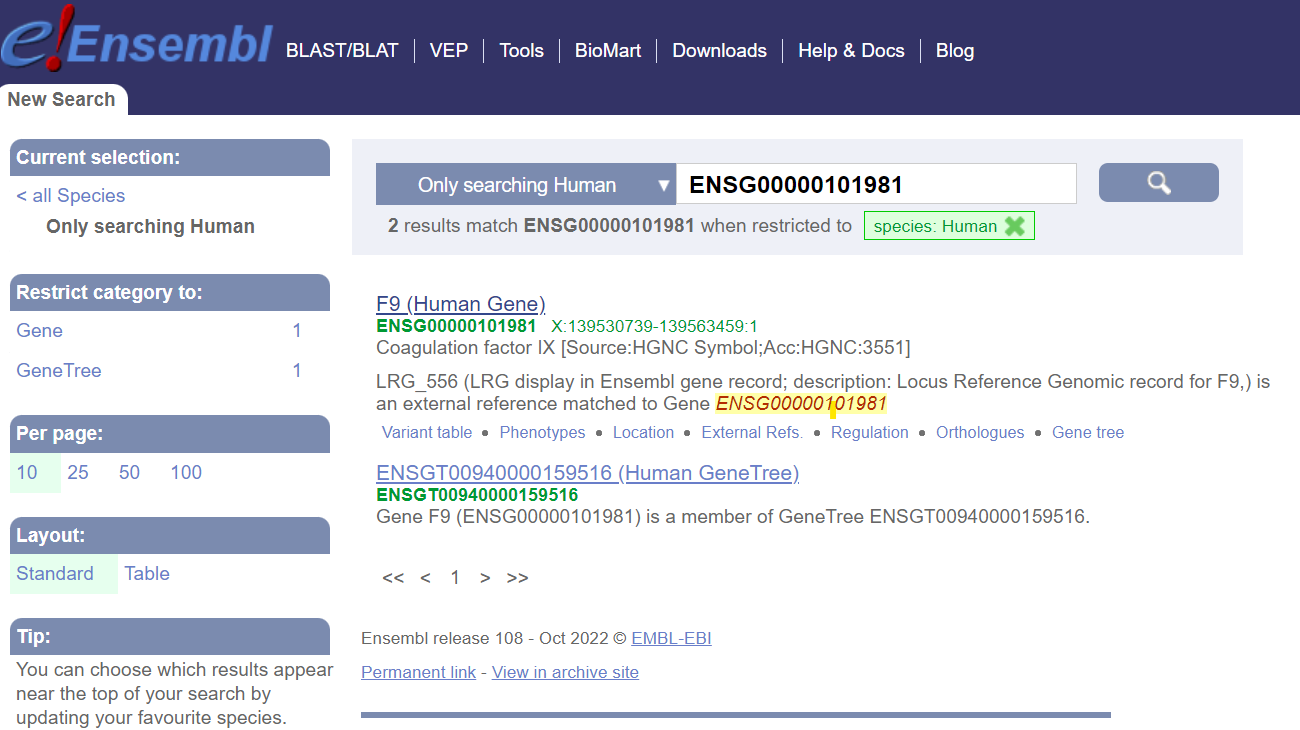 e!Ensembl
BLAST/BLAT VEP Tools BioMart Downloads Help & Docs Blog
New Search
Current selection:
< all Species
Only searching Human
Restrict category to:
Gene 1
GeneTree 1
Per page:
10 25 50 100
Layout:
Standard Table
Tip:
You can choose which results appear
near the top of your search by
updating your favourite species.
Only searching Human ▼ ENSG00000101981
2 results match ENSG00000101981 when restricted to species: Human
F9 (Human Gene)
ENSG00000101981 X:139530739-139563459:1
Coagulation factor IX [Source:HGNC Symbol;Acc:HGNC:3551]
LRG_556 (LRG display in Ensembl gene record; description: Locus Reference Genomic record for F9,) is
an external reference matched to Gene ENSG00000101981
Variant table • Phenotypes • Location • External Refs. • Regulation • Orthologues • Gene tree
ENSGT00940000159516 (Human GeneTree)
ENSGT00940000159516
Gene F9 (ENSG00000101981) is a member of GeneTree ENSGT00940000159516.
<< < 1 > >>
Ensembl release 108 - Oct 2022 © EMBL-EBI
Permanent link - View in archive site